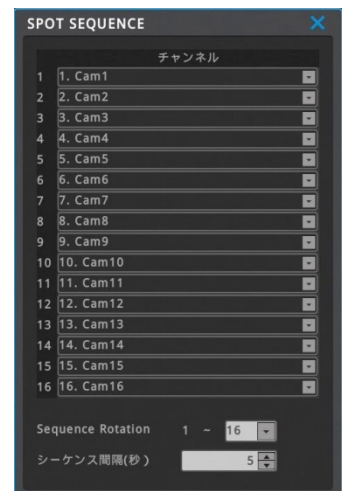 SPOT SEQUENCE
チャンネル
1 1. Cam1
2 2. Cam2
3 3. Cam3
4 4. Cam4
5 5. Cam5
6 6. Cam6
7 7. Cam7
8 8. Cam8
9 9. Cam9
10 10. Cam10
11 11. Cam11
12 12. Cam12
13 13. Cam13
14 14. Cam14
15 15. Cam15
16 16. Cam16
Sequence Rotation 1 ~ 16
シーケンス間隔(秒) 5